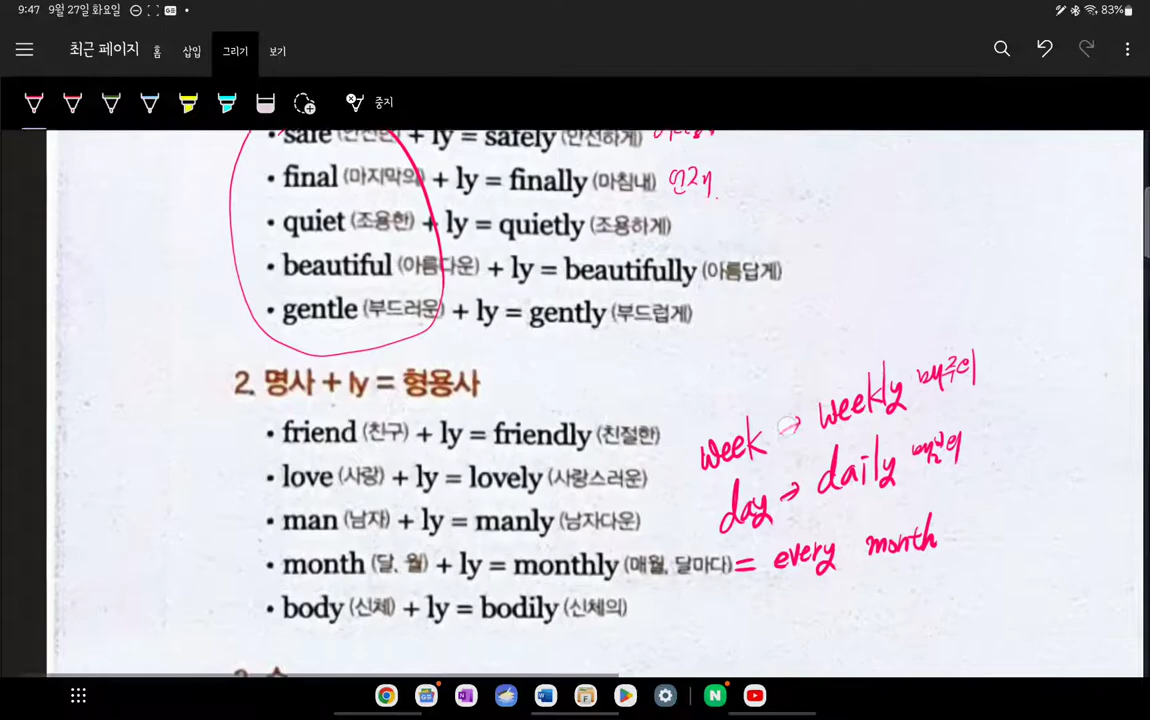 9:47 9월 27일 화요일
83%
최근 페이지 홈 삽입 그리기 보기
중지
• safe (안전한) + ly = safely (안전하게)
• final (마지막의) + ly = finally (마침내)
• quiet (조용한) + ly = quietly (조용하게)
• beautiful (아름다운) + ly = beautifully (아름답게)
• gentle (부드러운) + ly = gently (부드럽게)
2. 명사 + ly = 형용사
• friend (친구) + ly = friendly (친절한)
week → weekly 매주의
• love (사랑) + ly = lovely (사랑스러운)
day → daily 매일의
• man (남자) + ly = manly (남자다운)
• month (달, 월) + ly = monthly (매월, 달마다) = every month
• body (신체) + ly = bodily (신체의)